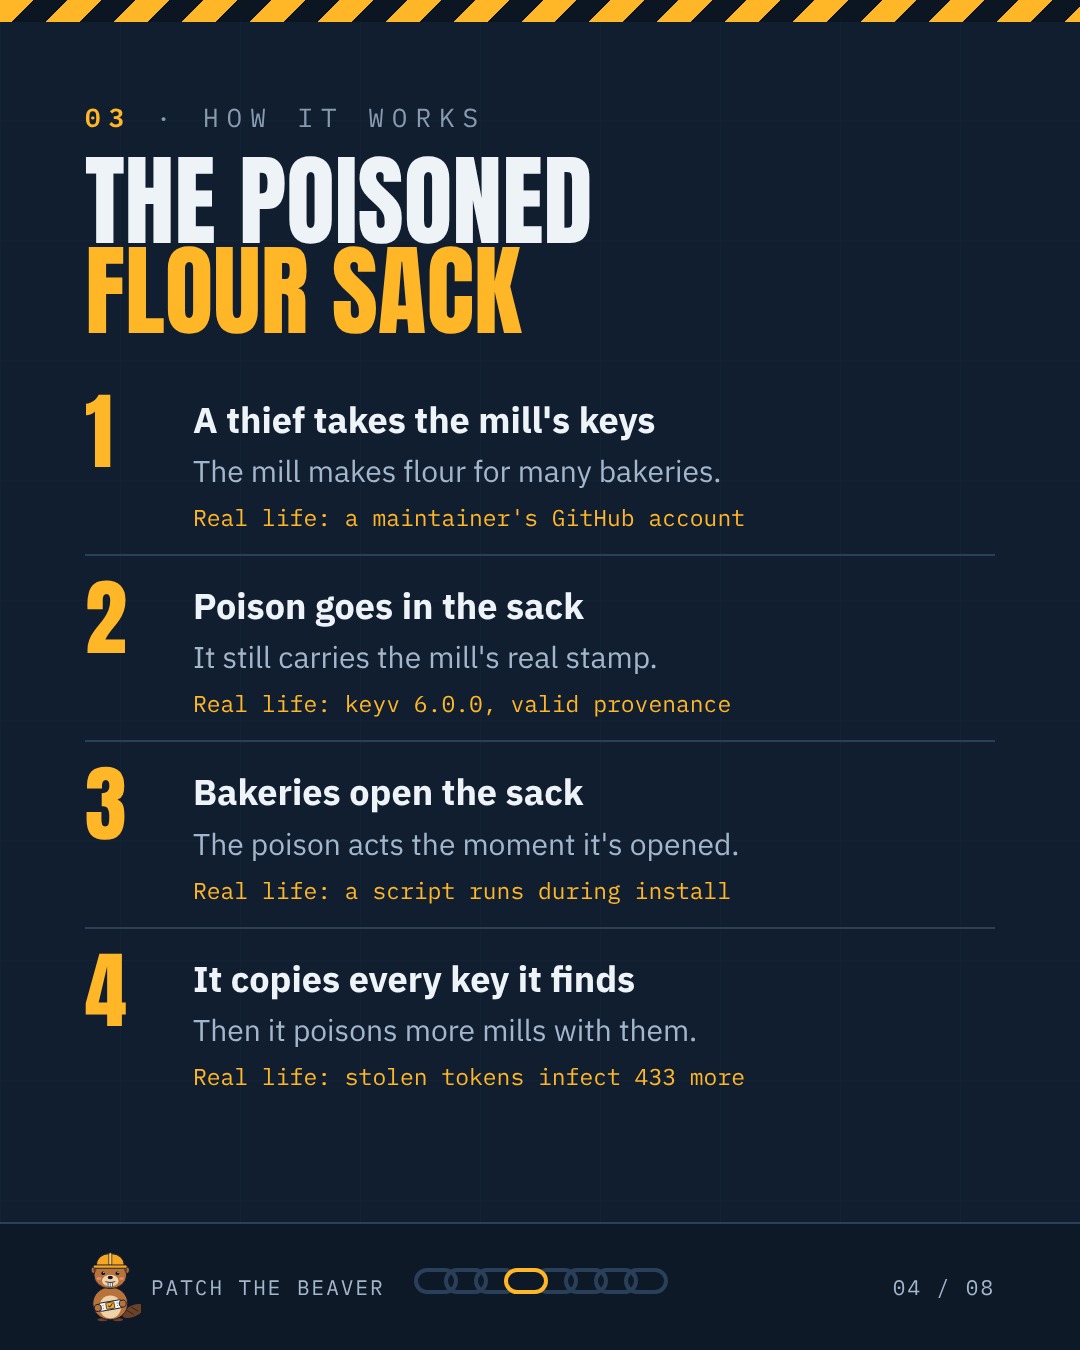 03 · HOW IT WORKS
THE POISONED
FLOUR SACK
1
A thief takes the mill's keys
The mill makes flour for many bakeries.
Real life: a maintainer's GitHub account
2
Poison goes in the sack
It still carries the mill's real stamp.
Real life: keyv 6.0.0, valid provenance
3
Bakeries open the sack
The poison acts the moment it's opened.
Real life: a script runs during install
4
It copies every key it finds
Then it poisons more mills with them.
Real life: stolen tokens infect 433 more
PATCH THE BEAVER
04 / 08